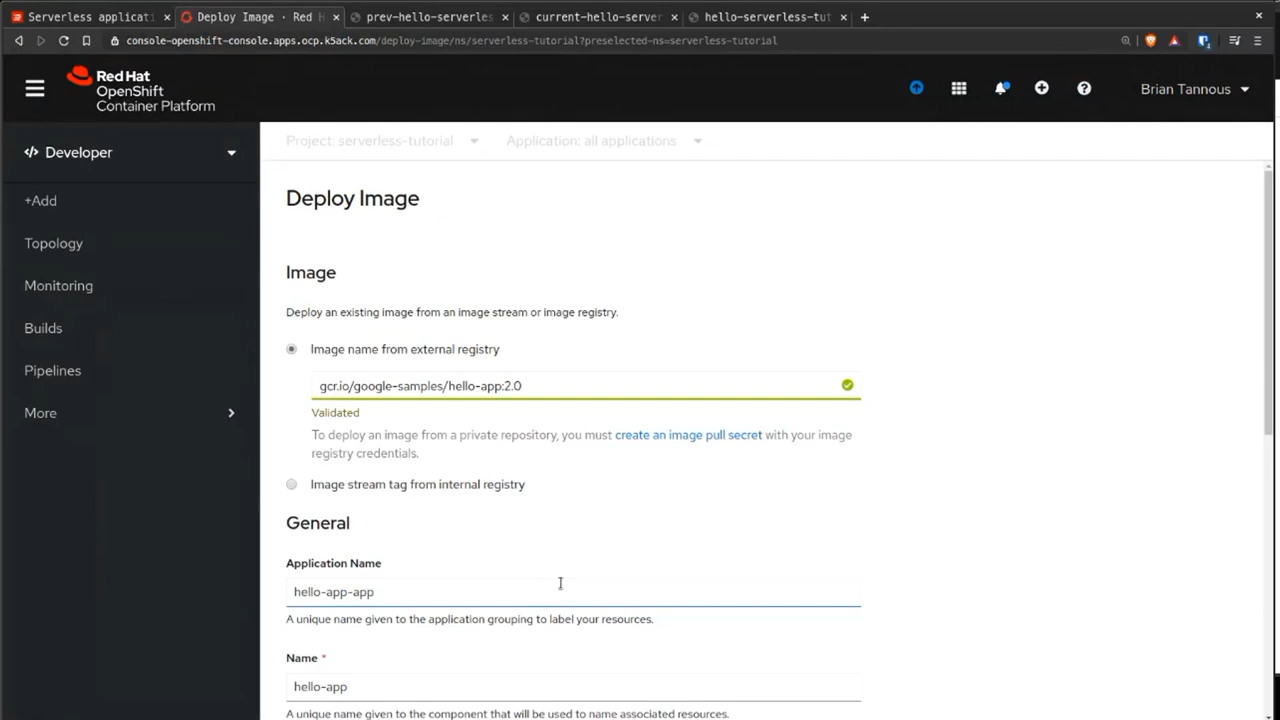 Serverless applicati
Deploy Image · Red H
prev-hello-serverles
current-hello-server
hello-serverless-tut
console-openshift-console.apps.ocp.k5ack.com/deploy-image/ns/serverless-tutorial?preselected-ns=serverless-tutorial
Red Hat
OpenShift
Container Platform
Brian Tannous
Developer
+Add
Topology
Monitoring
Builds
Pipelines
More
Project: serverless-tutorial
Application: all applications
Deploy Image
Image
Deploy an existing image from an image stream or image registry.
Image name from external registry
gcr.io/google-samples/hello-app:2.0
Validated
To deploy an image from a private repository, you must create an image pull secret with your image
registry credentials.
Image stream tag from internal registry
General
Application Name
hello-app-app
A unique name given to the application grouping to label your resources.
Name *
hello-app
A unique name given to the component that will be used to name associated resources.